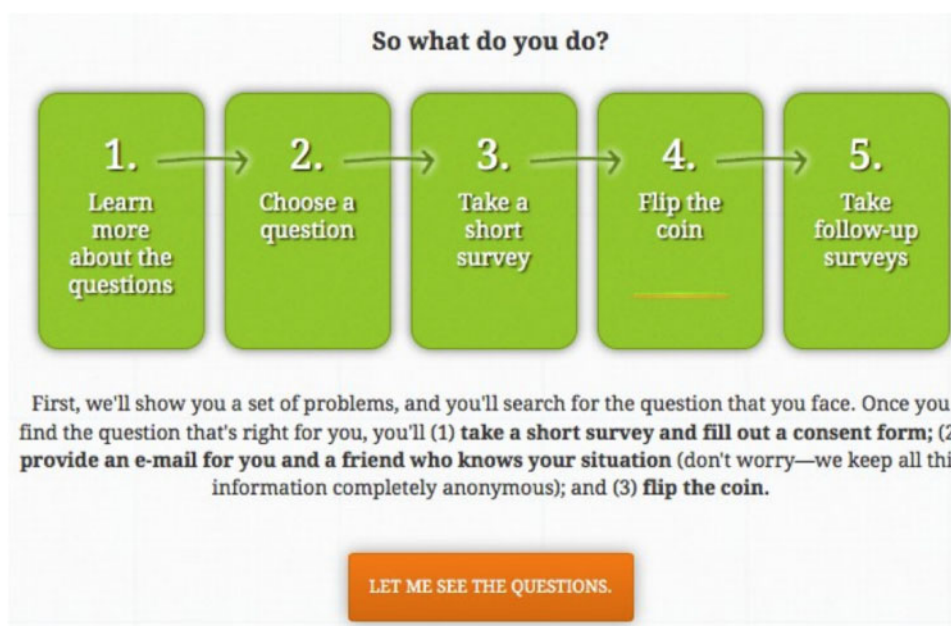 So what do you do?
1.
Learn
more
about the
questions
2.
Choose a
question
3.
Take a
short
survey
4.
Flip the
coin
5.
Take
follow-up
surveys
First, we'll show you a set of problems, and you'll search for the question that you face. Once you
find the question that's right for you, you'll (1) take a short survey and fill out a consent form; (2
provide an e-mail for you and a friend who knows your situation (don't worry—we keep all thi
information completely anonymous); and (3) flip the coin.
LET ME SEE THE QUESTIONS.